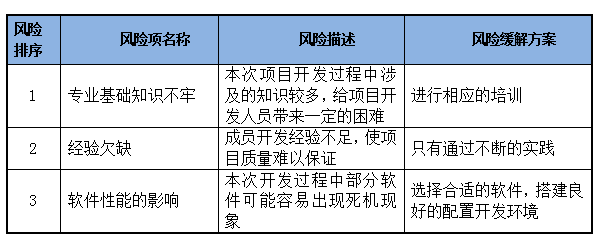 风险排序 风险项名称 风险描述 风险缓解方案
1 专业基础知识不牢 本次项目开发过程中涉及的知识较多，给项目开发人员带来一定的困难 进行相应的培训
2 经验欠缺 成员开发经验不足，使项目质量难以保证 只有通过不断的实践
3 软件性能的影响 本次开发过程中部分软件可能容易出现死机现象 选择合适的软件，搭建良好的配置开发环境